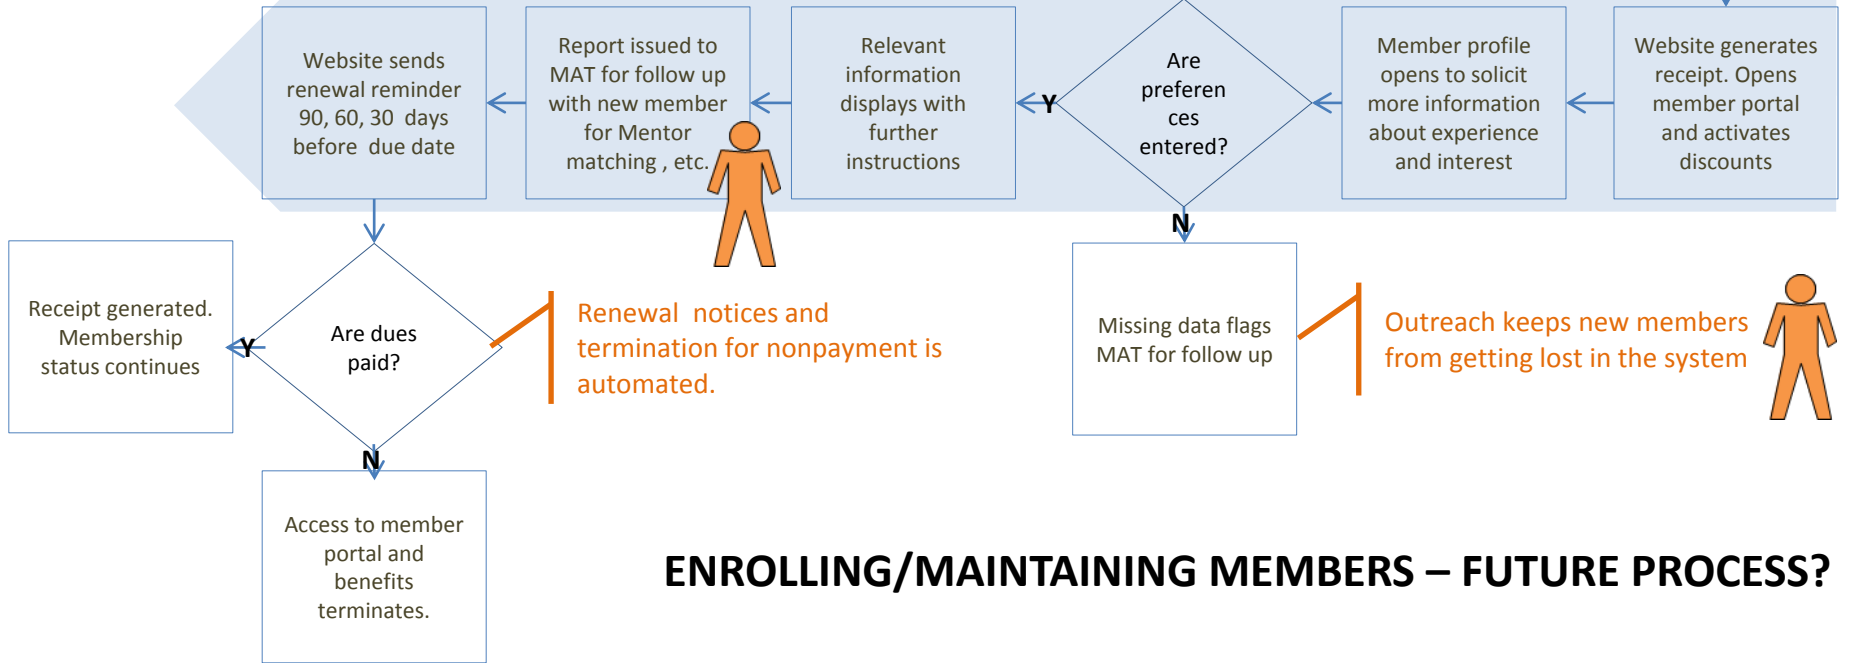 Website sends
renewal reminder
90, 60, 30 days
before due date
Report issued to
MAT for follow up
with new member
for Mentor
matching , etc.
Relevant
information
displays with
further
instructions
Y
Are
preferen
ces
entered?
Member profile
opens to solicit
more information
about experience
and interest
Website generates
receipt. Opens
member portal
and activates
discounts
N
Receipt generated.
Membership
status continues
Y
Are dues
paid?
Renewal notices and
termination for nonpayment is
automated.
Missing data flags
MAT for follow up
Outreach keeps new members
from getting lost in the system
N
Access to member
portal and
benefits
terminates.
ENROLLING/MAINTAINING MEMBERS – FUTURE PROCESS?